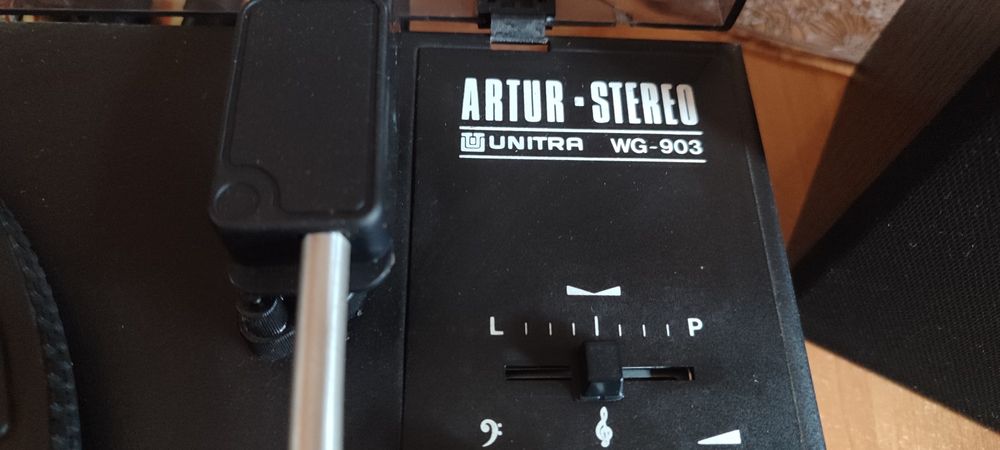 ARTUR-STEREO
UNITRA WG-903
L P